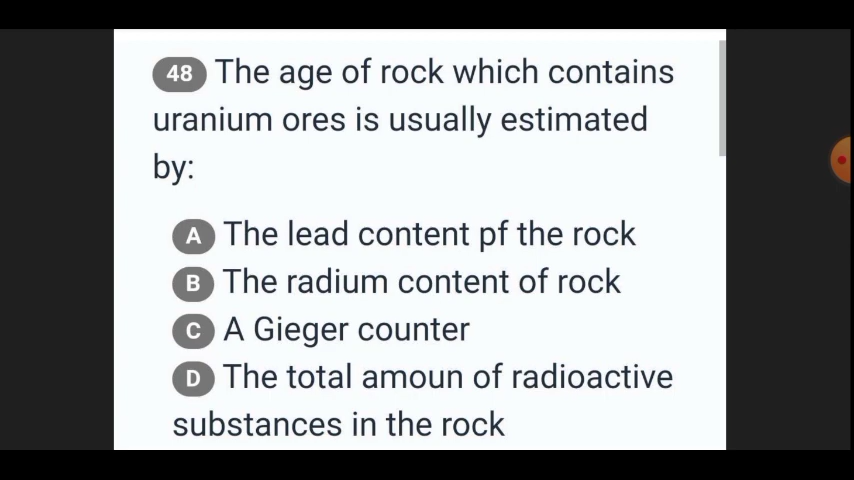 48 The age of rock which contains
uranium ores is usually estimated
by:
A The lead content pf the rock
B The radium content of rock
C A Gieger counter
D The total amoun of radioactive
substances in the rock